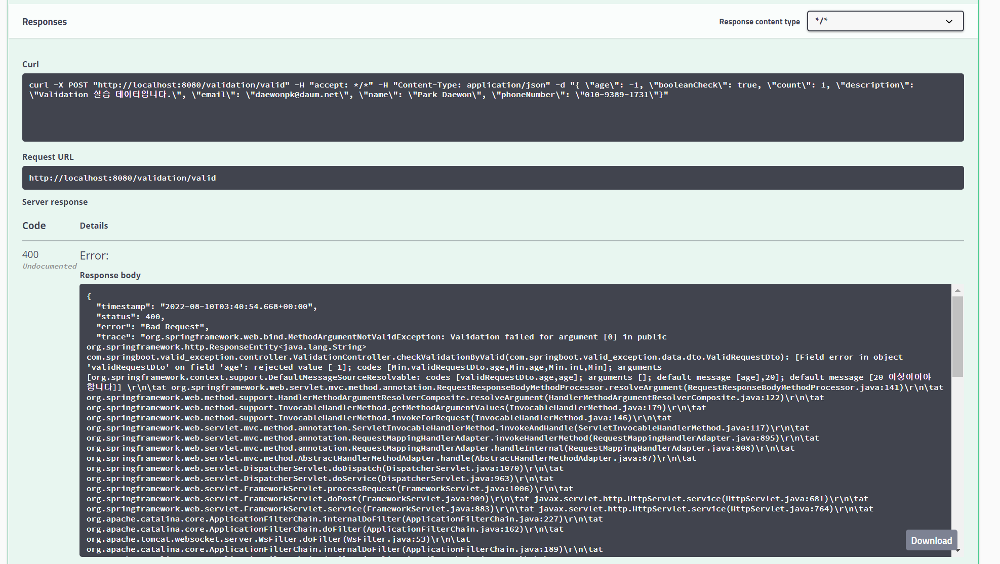 Responses
Response content type
*/*
Curl
curl -X POST "http://localhost:8080/validation/valid" -H "accept: */*" -H "Content-Type: application/json" -d "{ \"age\": -1, \"booleanCheck\": true, \"count\": 1, \"description\":
\"Validation 실습 데이터입니다.\", \"email\": \"daewonpk@daum.net\", \"name\": \"Park Daewon\", \"phoneNumber\": \"010-9389-1731\"}"
Request URL
http://localhost:8080/validation/valid
Server response
Code
Details
400
Undocumented
Error:
Response body
{
"timestamp": "2022-08-10T03:40:54.668+00:00",
"status": 400,
"error": "Bad Request",
"trace": "org.springframework.web.bind.MethodArgumentNotValidException: Validation failed for argument [0] in public
org.springframework.http.ResponseEntity<java.lang.String>
com.springboot.valid_exception.controller.ValidationController.checkValidationByValid(com.springboot.valid_exception.data.dto.ValidRequestDto): [Field error in object
'validRequestDto' on field 'age': rejected value [-1]; codes [Min.validRequestDto.age,Min.age,Min.int,Min]; arguments
[org.springframework.context.support.DefaultMessageSourceResolvable: codes [validRequestDto.age,age]; arguments []; default message [age],20]; default message [20 이상이어야
합니다]] \r\n\tat org.springframework.web.servlet.mvc.method.annotation.RequestResponseBodyMethodProcessor.resolveArgument(RequestResponseBodyMethodProcessor.java:141)\r\n\tat
org.springframework.web.method.support.HandlerMethodArgumentResolverComposite.resolveArgument(HandlerMethodArgumentResolverComposite.java:122)\r\n\tat
org.springframework.web.method.support.InvocableHandlerMethod.getMethodArgumentValues(InvocableHandlerMethod.java:179)\r\n\tat
org.springframework.web.method.support.InvocableHandlerMethod.invokeForRequest(InvocableHandlerMethod.java:146)\r\n\tat
org.springframework.web.servlet.mvc.method.annotation.ServletInvocableHandlerMethod.invokeAndHandle(ServletInvocableHandlerMethod.java:117)\r\n\tat
org.springframework.web.servlet.mvc.method.annotation.RequestMappingHandlerAdapter.invokeHandlerMethod(RequestMappingHandlerAdapter.java:895)\r\n\tat
org.springframework.web.servlet.mvc.method.annotation.RequestMappingHandlerAdapter.handleInternal(RequestMappingHandlerAdapter.java:808)\r\n\tat
org.springframework.web.servlet.mvc.method.AbstractHandlerMethodAdapter.handle(AbstractHandlerMethodAdapter.java:87)\r\n\tat
org.springframework.web.servlet.DispatcherServlet.doDispatch(DispatcherServlet.java:1070)\r\n\tat
org.springframework.web.servlet.DispatcherServlet.doService(DispatcherServlet.java:963)\r\n\tat
org.springframework.web.servlet.FrameworkServlet.processRequest(FrameworkServlet.java:1006)\r\n\tat
org.springframework.web.servlet.FrameworkServlet.doPost(FrameworkServlet.java:909)\r\n\tat javax.servlet.http.HttpServlet.service(HttpServlet.java:681)\r\n\tat
org.springframework.web.servlet.FrameworkServlet.service(FrameworkServlet.java:883)\r\n\tat javax.servlet.http.HttpServlet.service(HttpServlet.java:764)\r\n\tat
org.apache.catalina.core.ApplicationFilterChain.internalDoFilter(ApplicationFilterChain.java:227)\r\n\tat
org.apache.catalina.core.ApplicationFilterChain.doFilter(ApplicationFilterChain.java:162)\r\n\tat
org.apache.tomcat.websocket.server.WsFilter.doFilter(WsFilter.java:53)\r\n\tat
org.apache.catalina.core.ApplicationFilterChain.internalDoFilter(ApplicationFilterChain.java:189)\r\n\tat
Download